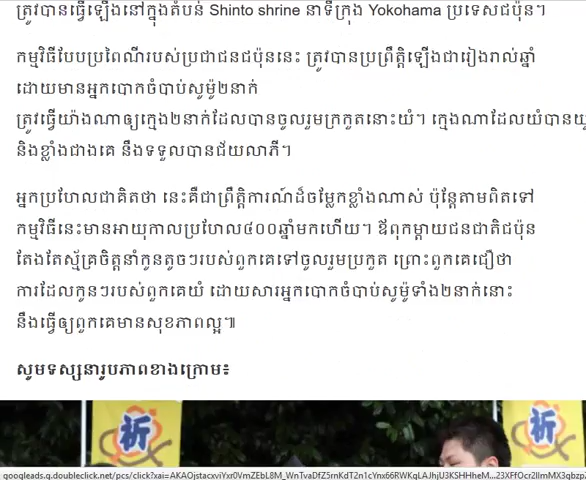 ត្រូវបានធ្វើឡើងនៅក្នុងតំបន់ Shinto shrine នាទីក្រុង Yokohama ប្រទេសជប៉ុន។
កម្មវិធីបែបប្រពៃណីរបស់ប្រជាជនជប៉ុននេះ ត្រូវបានប្រព្រឹត្តិឡើងជារៀងរាល់ឆ្នាំ
ដោយមានអ្នកបោកចំបាប់ស៊ូម៉ូ២នាក់
ត្រូវធ្វើយ៉ាងណាឲ្យក្មេង២នាក់ដែលបានចូលរួមក្រកួតនោះយំ។ ក្មេងណាដែលយំបាន
និងខ្លាំងជាងគេ នឹងទទួលបានជ័យលាភី។
អ្នកប្រហែលជាគិតថា នេះគឺជាព្រឹត្តិការណ៍ដ៏ចម្លែកខ្លាំងណាស់ ប៉ុន្តែតាមពិតទៅ
កម្មវិធីនេះមានអាយុកាលប្រហែល៤០០ឆ្នាំមកហើយ។ ឪពុកម្ដាយជនជាតិជប៉ុន
តែងតែស្ម័គ្រចិត្តនាំកូនតូចៗរបស់ពួកគេទៅចូលរួមប្រកួត ព្រោះពួកគេជឿថា
ការដែលកូនៗរបស់ពួកគេយំ ដោយសារអ្នកបោកចំបាប់ស៊ូម៉ូទាំង២នាក់នោះ
នឹងធ្វើឲ្យពួកគេមានសុខភាពល្អ៕
សូមទស្សនារូបភាពខាងក្រោម៖
祈 祈